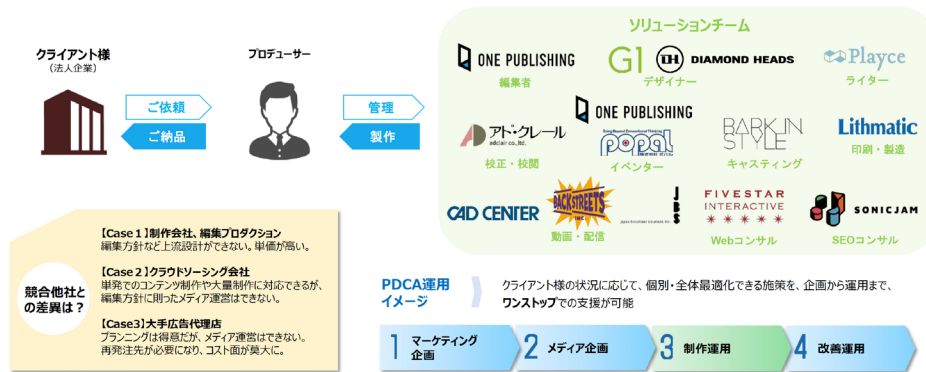 ソリューションチーム
クライアント様
（法人企業）
プロデューサー
ご依頼
ご納品
管理
製作
ONE PUBLISHING
編集者
G1
DH DIAMOND HEADS
デザイナー
Playce
ライター
アド・クレール
adclair co.,ltd.
校正・校閲
ONE PUBLISHING
Going Beyond Conventional Thinking
popal
イベンター
BARK IN
STYLE
キャスティング
Lithmatic
印刷・製造
CAD CENTER
BACKSTREETS
INC
動画・配信
JBS
FIVESTAR
INTERACTIVE
Webコンサル
SONICJAM
SEOコンサル
競合他社と
の差異は？
【Case１】制作会社、編集プロダクション
編集方針など上流設計ができない。単価が高い。
【Case２】クラウドソーシング会社
単発でのコンテンツ制作や大量制作に対応できるが、
編集方針に則ったメディア運営はできない。
【Case3】大手広告代理店
プランニングは得意だが、メディア運営はできない。
再発注先が必要になり、コスト面が莫大に。
PDCA運用
イメージ
クライアント様の状況に応じて、個別・全体最適化できる施策を、企画から運用まで、
ワンストップでの支援が可能
1 マーケティング
企画
2 メディア企画
3 制作運用
4 改善運用